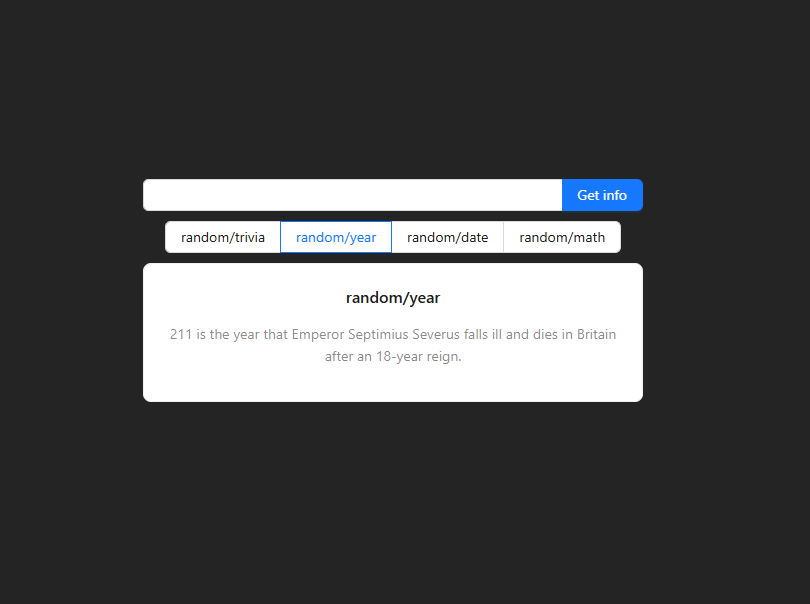 Get info
random/trivia random/year random/date random/math
random/year
211 is the year that Emperor Septimius Severus falls ill and dies in Britain
after an 18-year reign.